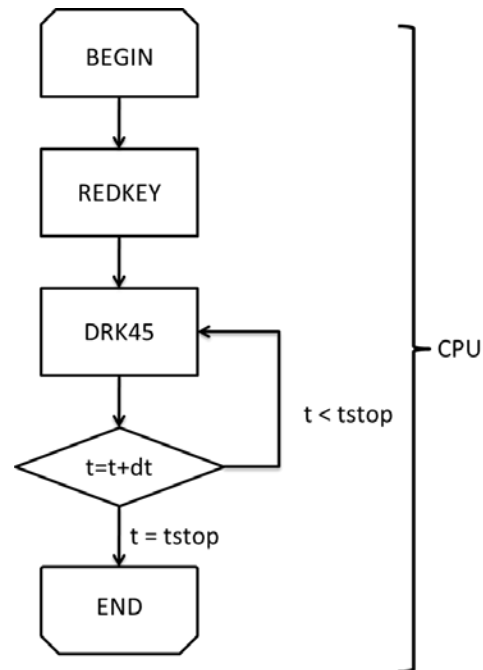 BEGIN
REDKEY
DRK45
CPU
t < tstop
t=t+dt
t = tstop
END